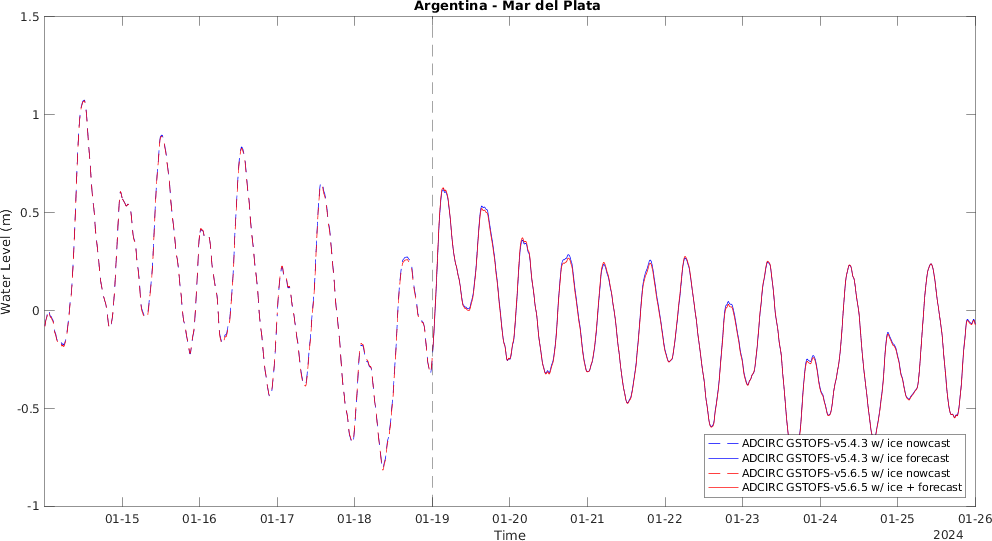 Argentina - Mar del Plata
Water Level (m)
1.5
1
0.5
0
-0.5
-1
01-15 01-16 01-17 01-18 01-19 01-20 01-21 01-22 01-23 01-24 01-25 01-26
Time
2024
ADCIRC GSTOFS-v5.4.3 w/ ice nowcast
ADCIRC GSTOFS-v5.4.3 w/ ice forecast
ADCIRC GSTOFS-v5.6.5 w/ ice nowcast
ADCIRC GSTOFS-v5.6.5 w/ ice + forecast